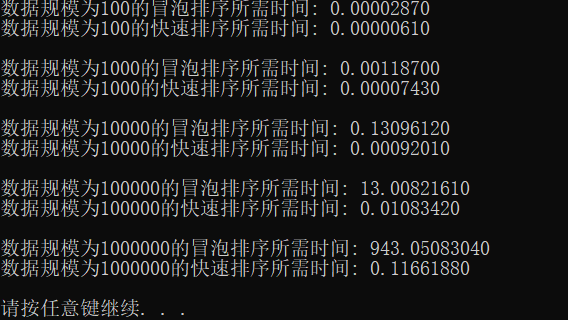 数据规模为100的冒泡排序所需时间: 0.00002870
数据规模为100的快速排序所需时间: 0.00000610
数据规模为1000的冒泡排序所需时间: 0.00118700
数据规模为1000的快速排序所需时间: 0.00007430
数据规模为10000的冒泡排序所需时间: 0.13096120
数据规模为10000的快速排序所需时间: 0.00092010
数据规模为100000的冒泡排序所需时间: 13.00821610
数据规模为100000的快速排序所需时间: 0.01083420
数据规模为1000000的冒泡排序所需时间: 943.05083040
数据规模为1000000的快速排序所需时间: 0.11661880
请按任意键继续. . .